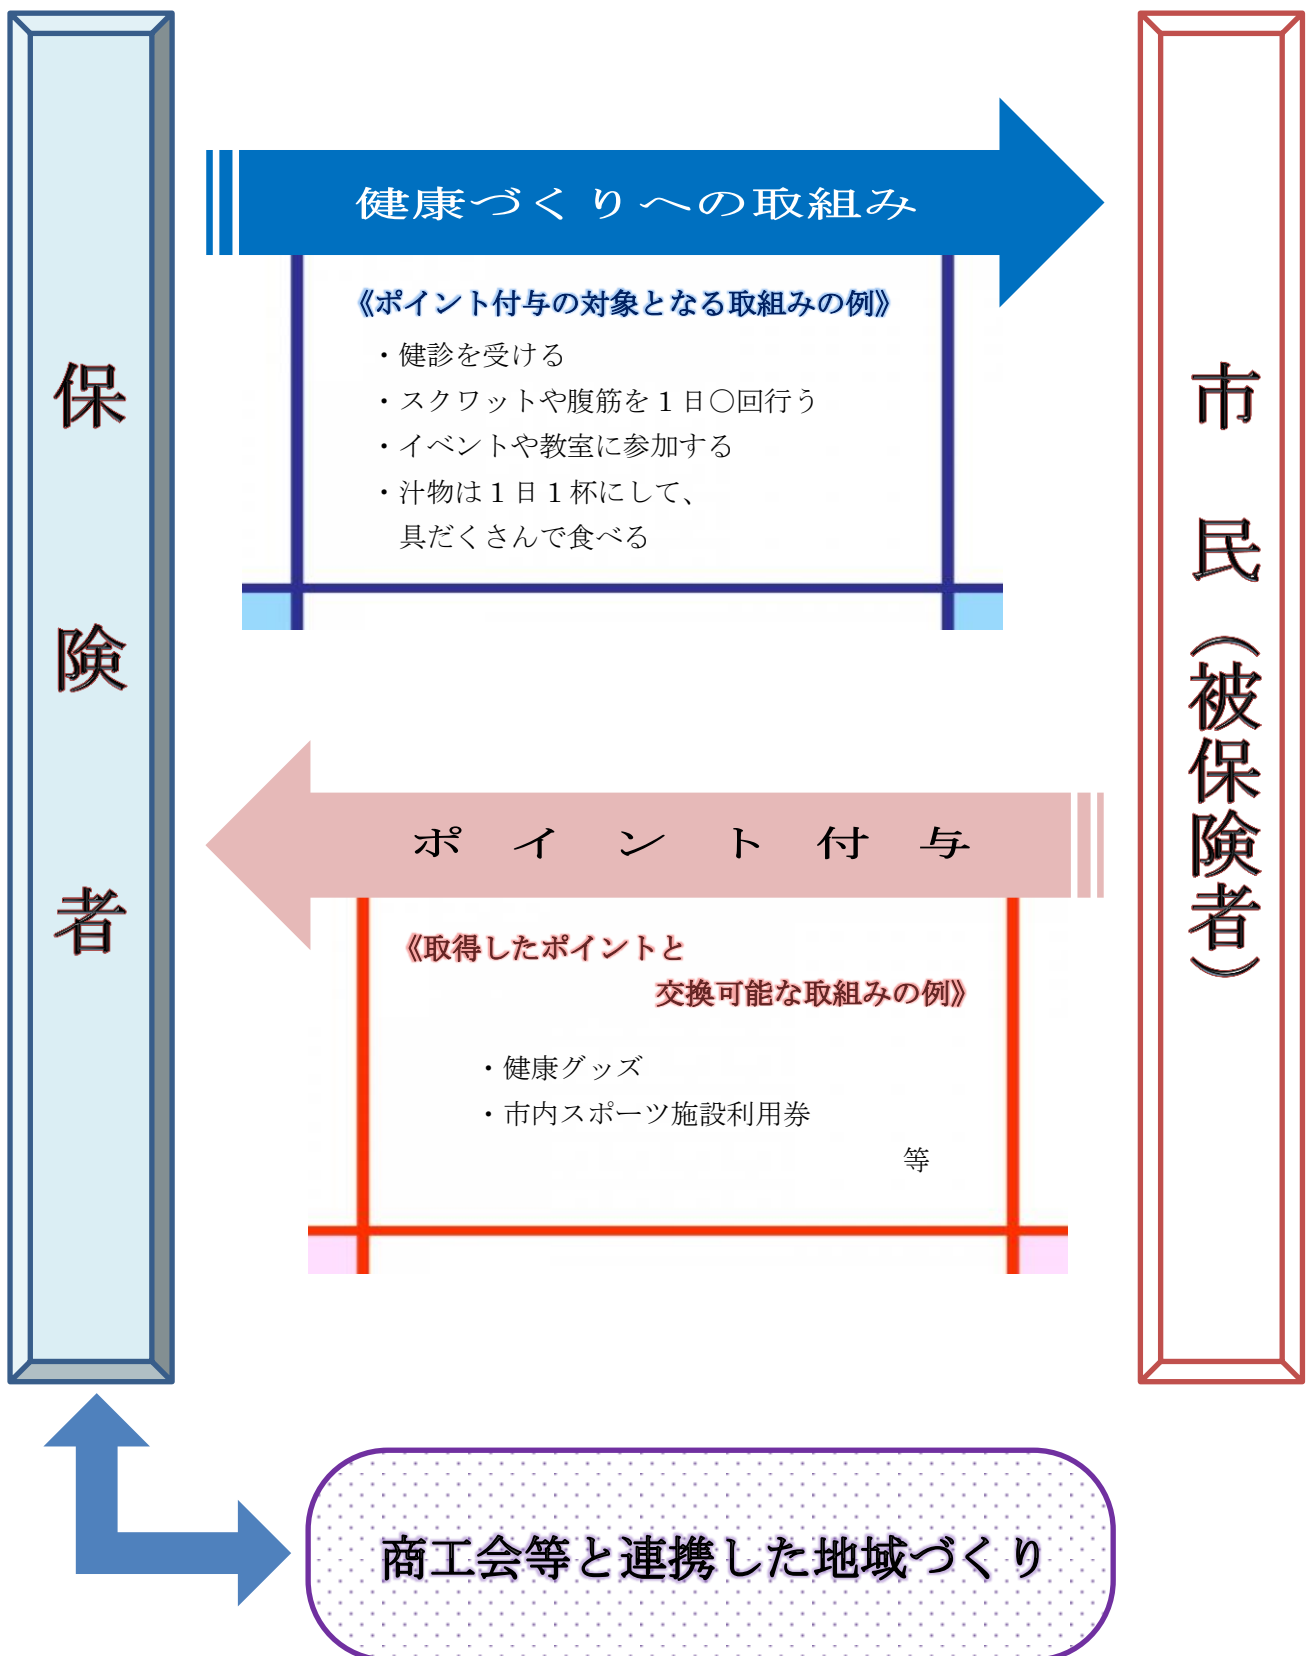 保険者
健康づくりへの取組み
《ポイント付与の対象となる取組みの例》
・健診を受ける
・スクワットや腹筋を１日〇回行う
・イベントや教室に参加する
・汁物は１日１杯にして、
具だくさんで食べる
市民（被保険者）
ポイント付与
《取得したポイントと
交換可能な取組みの例》
・健康グッズ
・市内スポーツ施設利用券
等
商工会等と連携した地域づくり